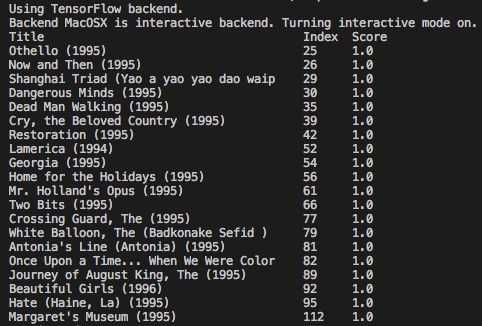 Using TensorFlow backend.
Backend MacOSX is interactive backend. Turning interactive mode on.
Title Index Score
Othello (1995) 25 1.0
Now and Then (1995) 26 1.0
Shanghai Triad (Yao a yao yao dao waip 29 1.0
Dangerous Minds (1995) 30 1.0
Dead Man Walking (1995) 35 1.0
Cry, the Beloved Country (1995) 39 1.0
Restoration (1995) 42 1.0
Lamerica (1994) 52 1.0
Georgia (1995) 54 1.0
Home for the Holidays (1995) 56 1.0
Mr. Holland's Opus (1995) 61 1.0
Two Bits (1995) 66 1.0
Crossing Guard, The (1995) 77 1.0
White Balloon, The (Badkonake Sefid ) 79 1.0
Antonia's Line (Antonia) (1995) 81 1.0
Once Upon a Time... When We Were Color 82 1.0
Journey of August King, The (1995) 89 1.0
Beautiful Girls (1996) 92 1.0
Hate (Haine, La) (1995) 95 1.0
Margaret's Museum (1995) 112 1.0